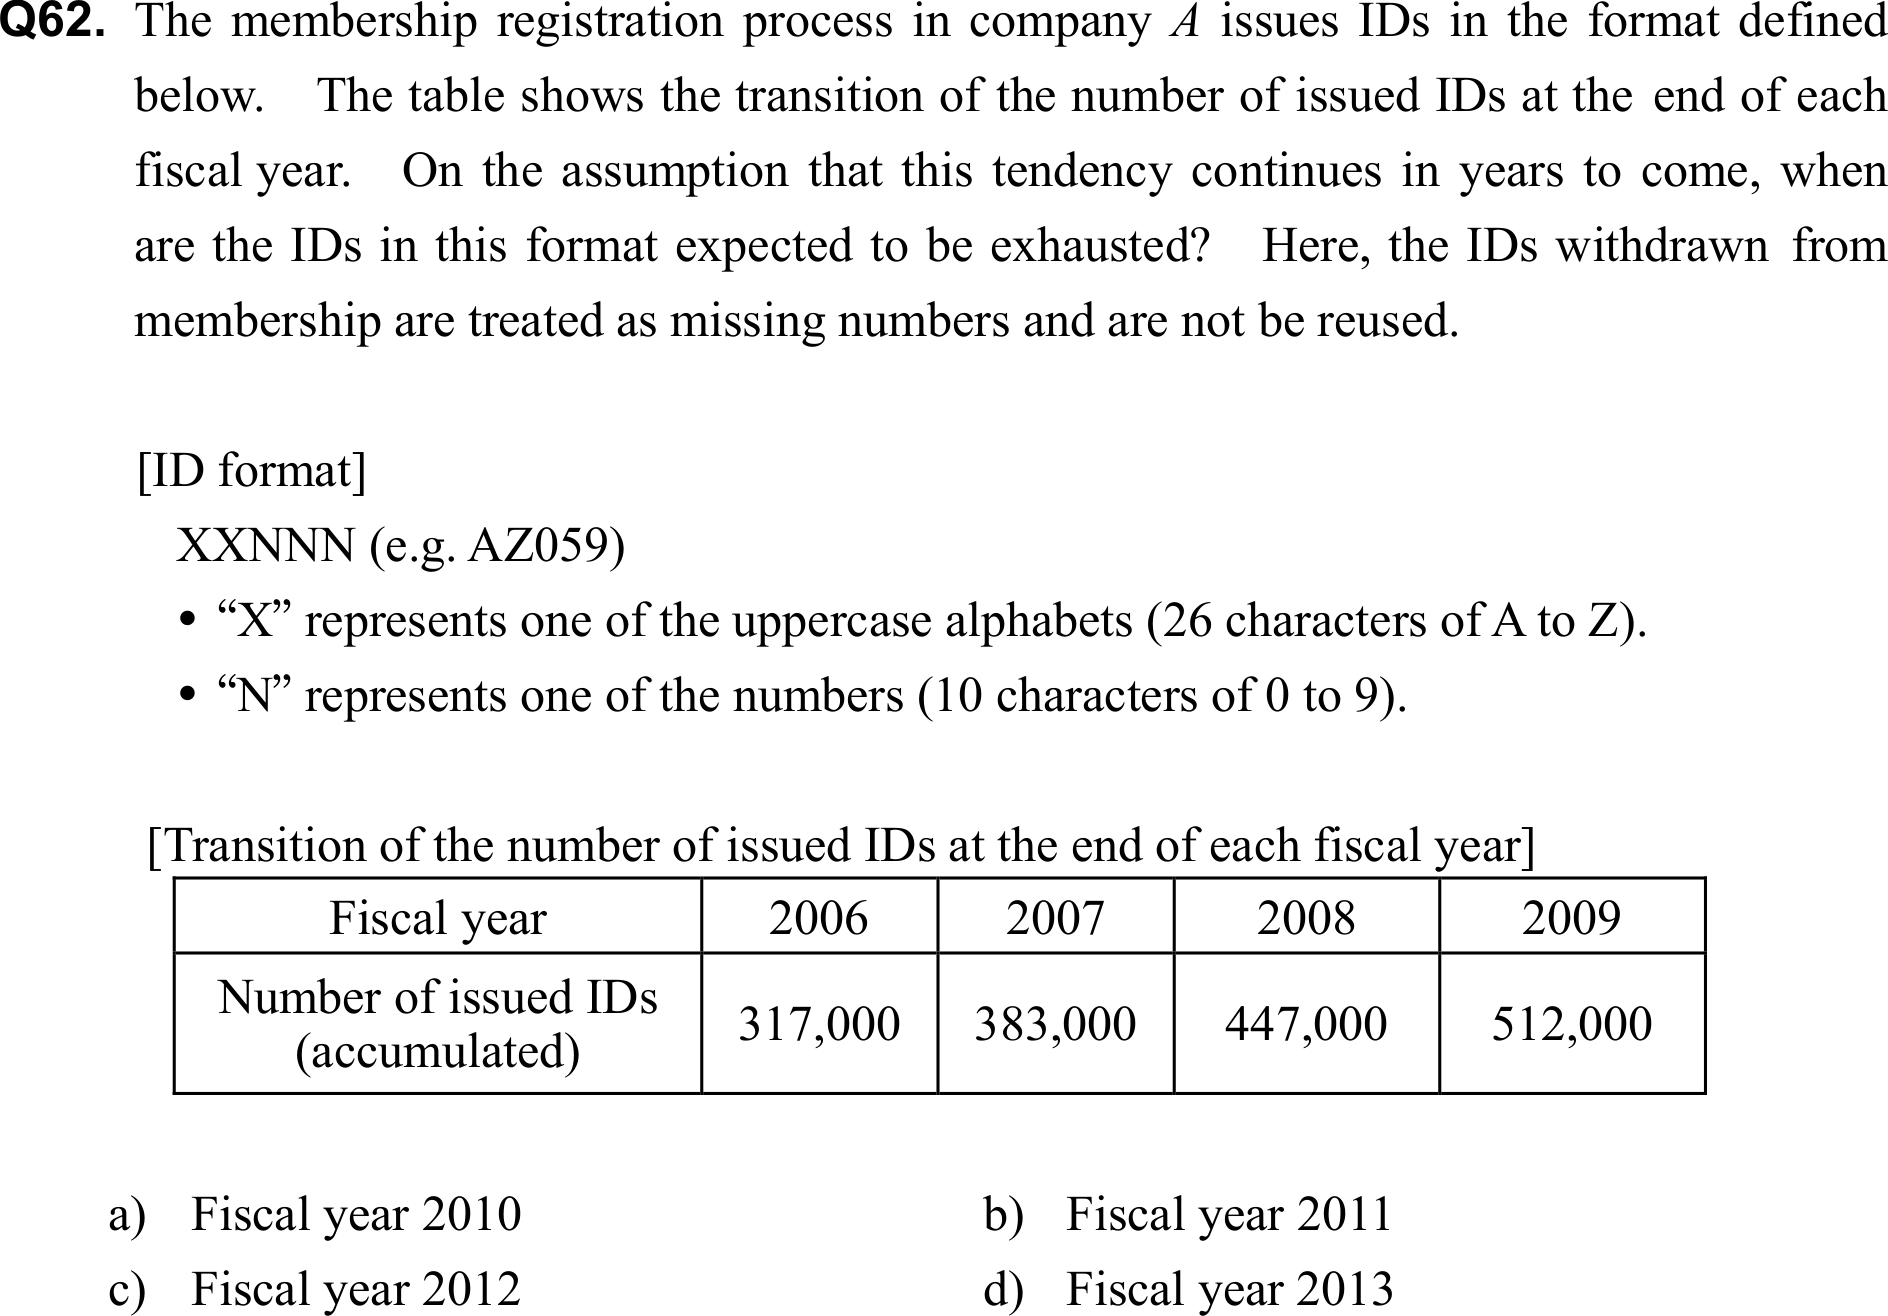 Q62. The membership registration process in company A issues IDs in the format defined
below. The table shows the transition of the number of issued IDs at the end of each
fiscal year. On the assumption that this tendency continues in years to come, when
are the IDs in this format expected to be exhausted? Here, the IDs withdrawn from
membership are treated as missing numbers and are not be reused.
[ID format]
XXNNN (e.g. AZ059)
• “X” represents one of the uppercase alphabets (26 characters of A to Z).
• “N” represents one of the numbers (10 characters of 0 to 9).
[Transition of the number of issued IDs at the end of each fiscal year]
Fiscal year 2006 2007 2008 2009
Number of issued IDs
(accumulated) 317,000 383,000 447,000 512,000
a) Fiscal year 2010 b) Fiscal year 2011
c) Fiscal year 2012 d) Fiscal year 2013